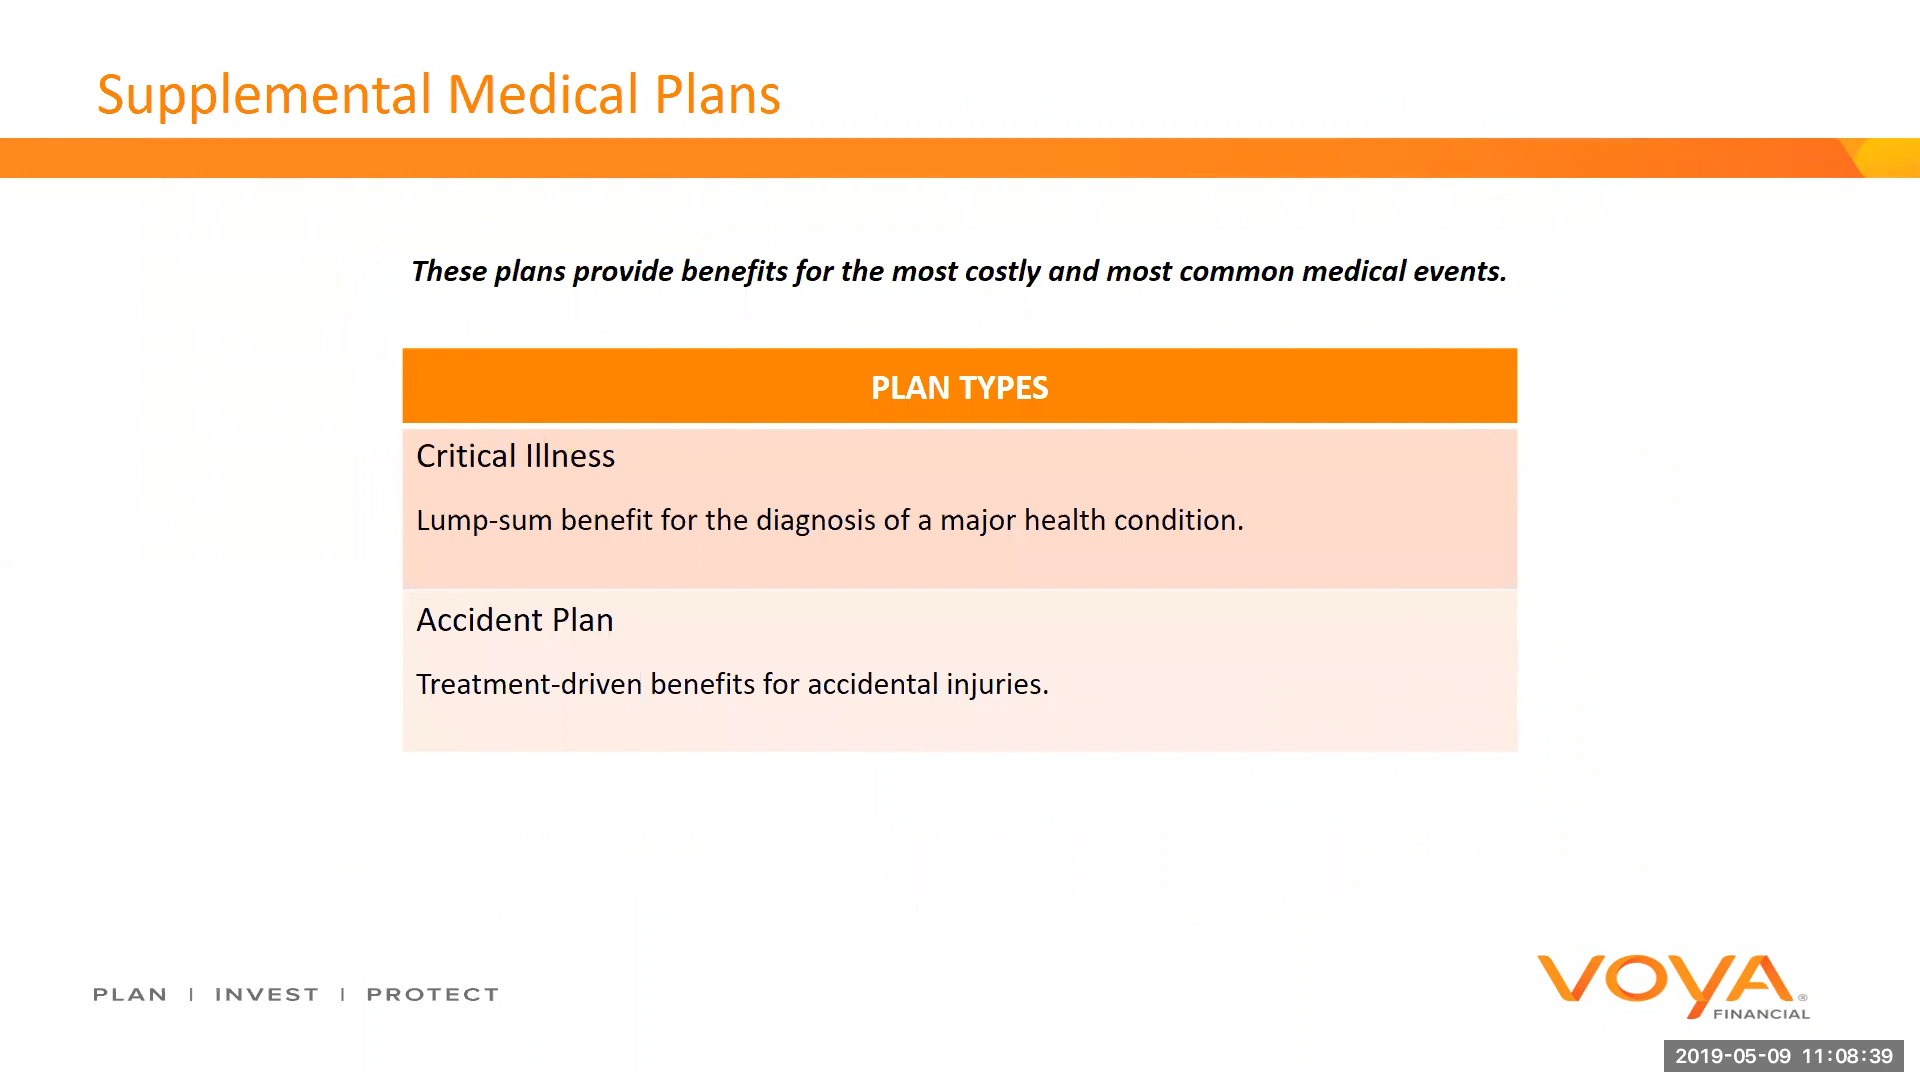 Supplemental Medical Plans
These plans provide benefits for the most costly and most common medical events.
PLAN TYPES
Critical Illness
Lump-sum benefit for the diagnosis of a major health condition.
Accident Plan
Treatment-driven benefits for accidental injuries.
PLAN | INVEST | PROTECT
VOYA®
FINANCIAL
2019-05-09 11:08:39